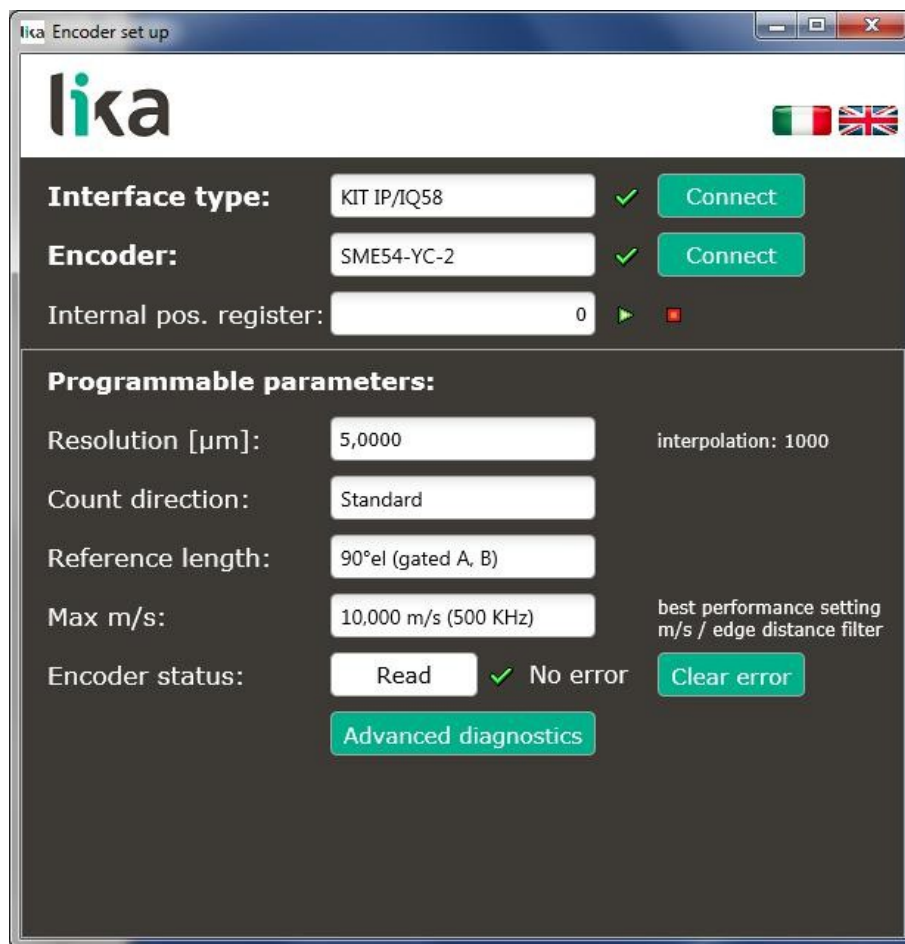 lika Encoder set up
lika
Interface type: KIT IP/IQ58 Connect
Encoder: SME54-YC-2 Connect
Internal pos. register: 0
Programmable parameters:
Resolution [µm]: 5,0000 interpolation: 1000
Count direction: Standard
Reference length: 90°el (gated A, B)
Max m/s: 10,000 m/s (500 KHz) best performance setting
m/s / edge distance filter
Encoder status: Read No error Clear error
Advanced diagnostics